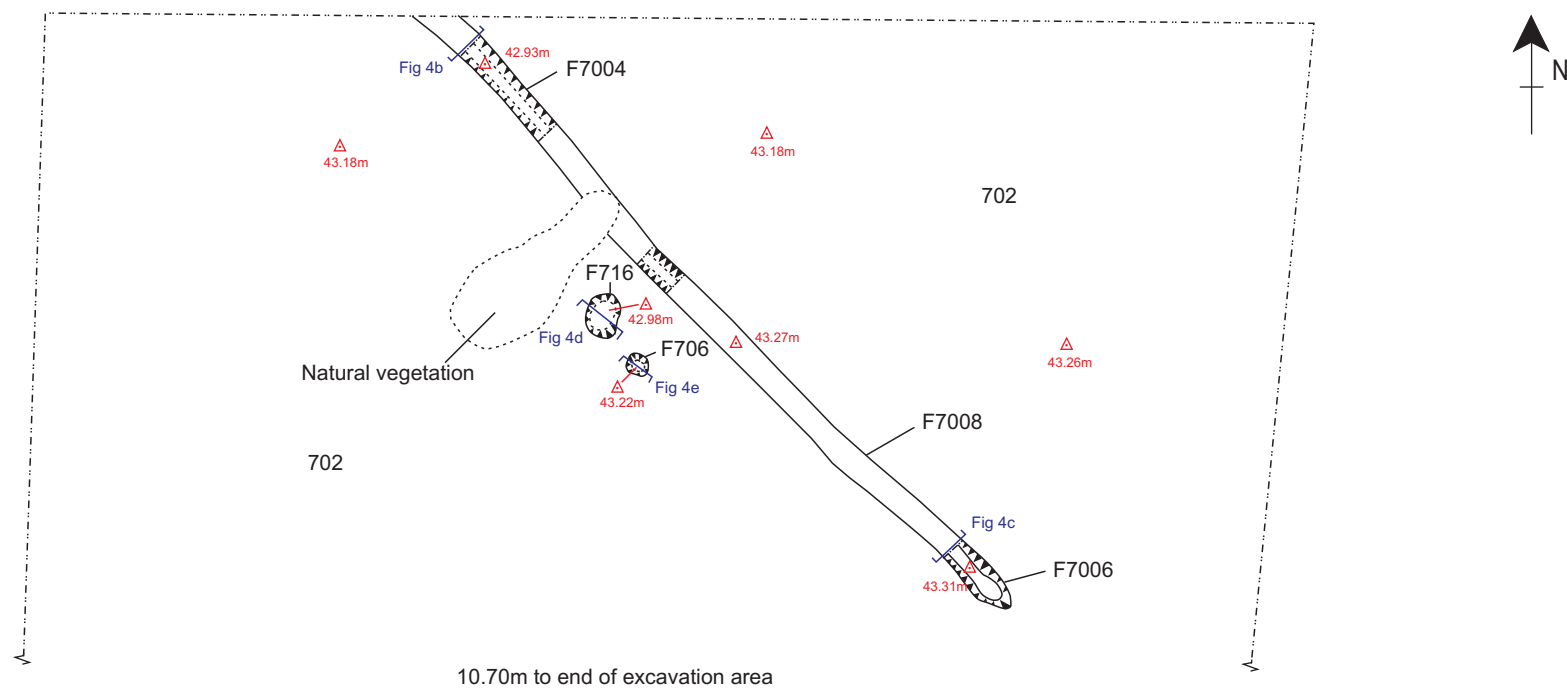 42.93m
Fig 4b
F7004
N
43.18m
43.18m
702
F716
42.98m
Fig 4d
43.27m
43.26m
F706
Natural vegetation
Fig 4e
43.22m
F7008
702
Fig 4c
F7006
43.31m
10.70m to end of excavation area